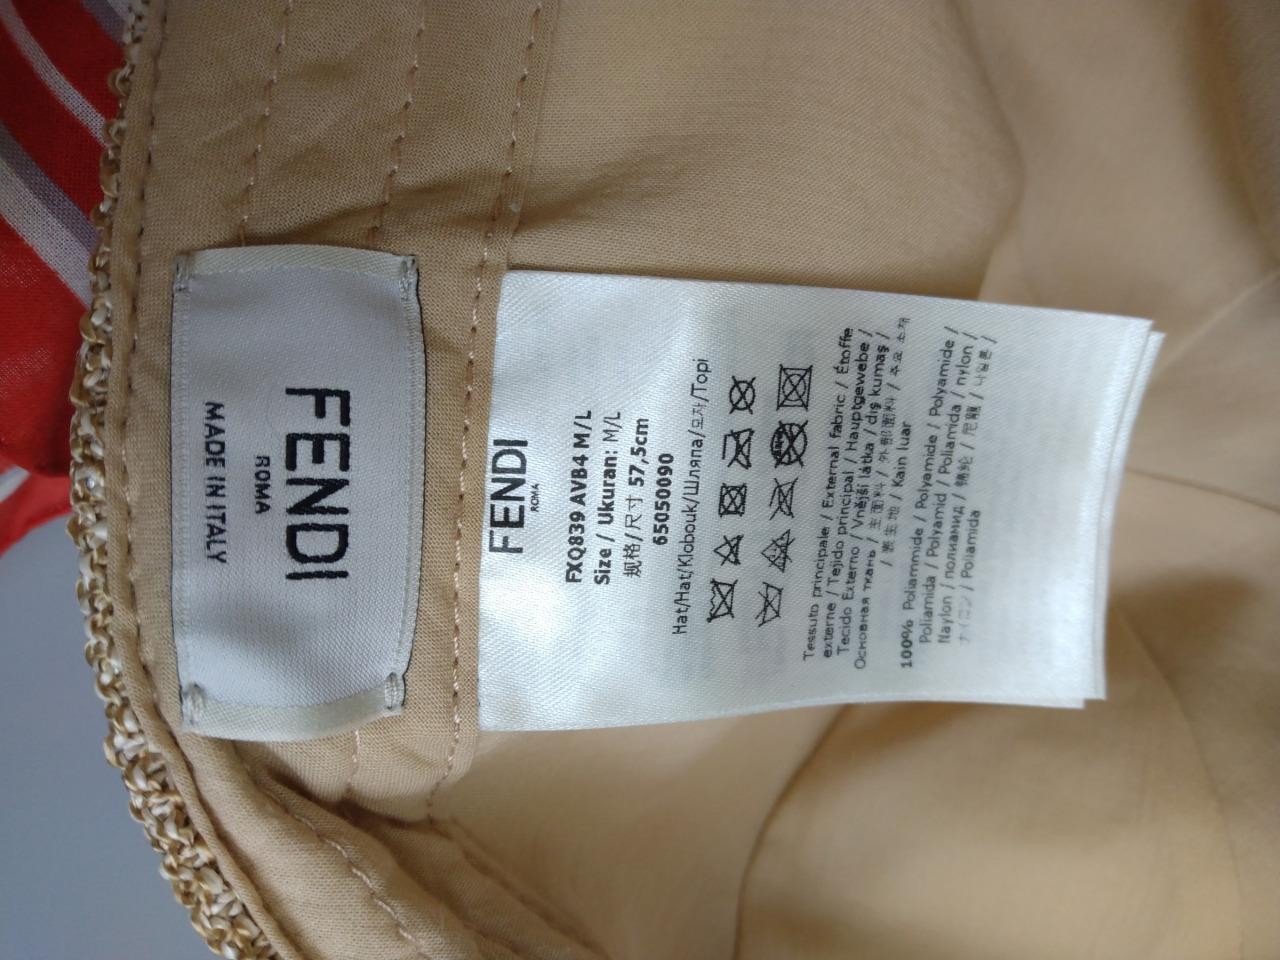 FENDI
ROMA
MADE IN ITALY
FENDI
ROMA
FXQ839 AVB4 M/L
Size / Ukuran: M/L
规格/尺寸 57,5cm
65050090
Hat/Hat/Klobouk/Шляпа/모자/Topi
Tessuto principale / External fabric / Étoffe
externe / Tejido principal / Hauptgewebe /
Tecido Externo / Vnější látka / dış kumaş /
Основная ткань / 主面料 / 外部面料 / 주요 소재
/ 表生地 / Kain luar
100% Poliammide / Polyamide / Polyamide /
Poliamida / Polyamid / Poliamida / nylon /
Naylon / полиамид / 锦纶 / 尼龍 / 나일론 /
ナイロン / Poliamida